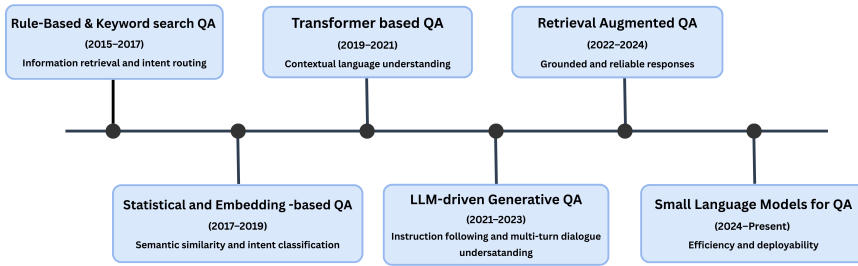 Rule-Based & Keyword search QA
(2015–2017)
Information retrieval and intent routing
Statistical and Embedding -based QA
(2017–2019)
Semantic similarity and intent classification
Transformer based QA
(2019–2021)
Contextual language understanding
LLM-driven Generative QA
(2021–2023)
Instruction following and multi-turn dialogue
undersatanding
Retrieval Augmented QA
(2022–2024)
Grounded and reliable responses
Small Language Models for QA
(2024–Present)
Efficiency and deployability